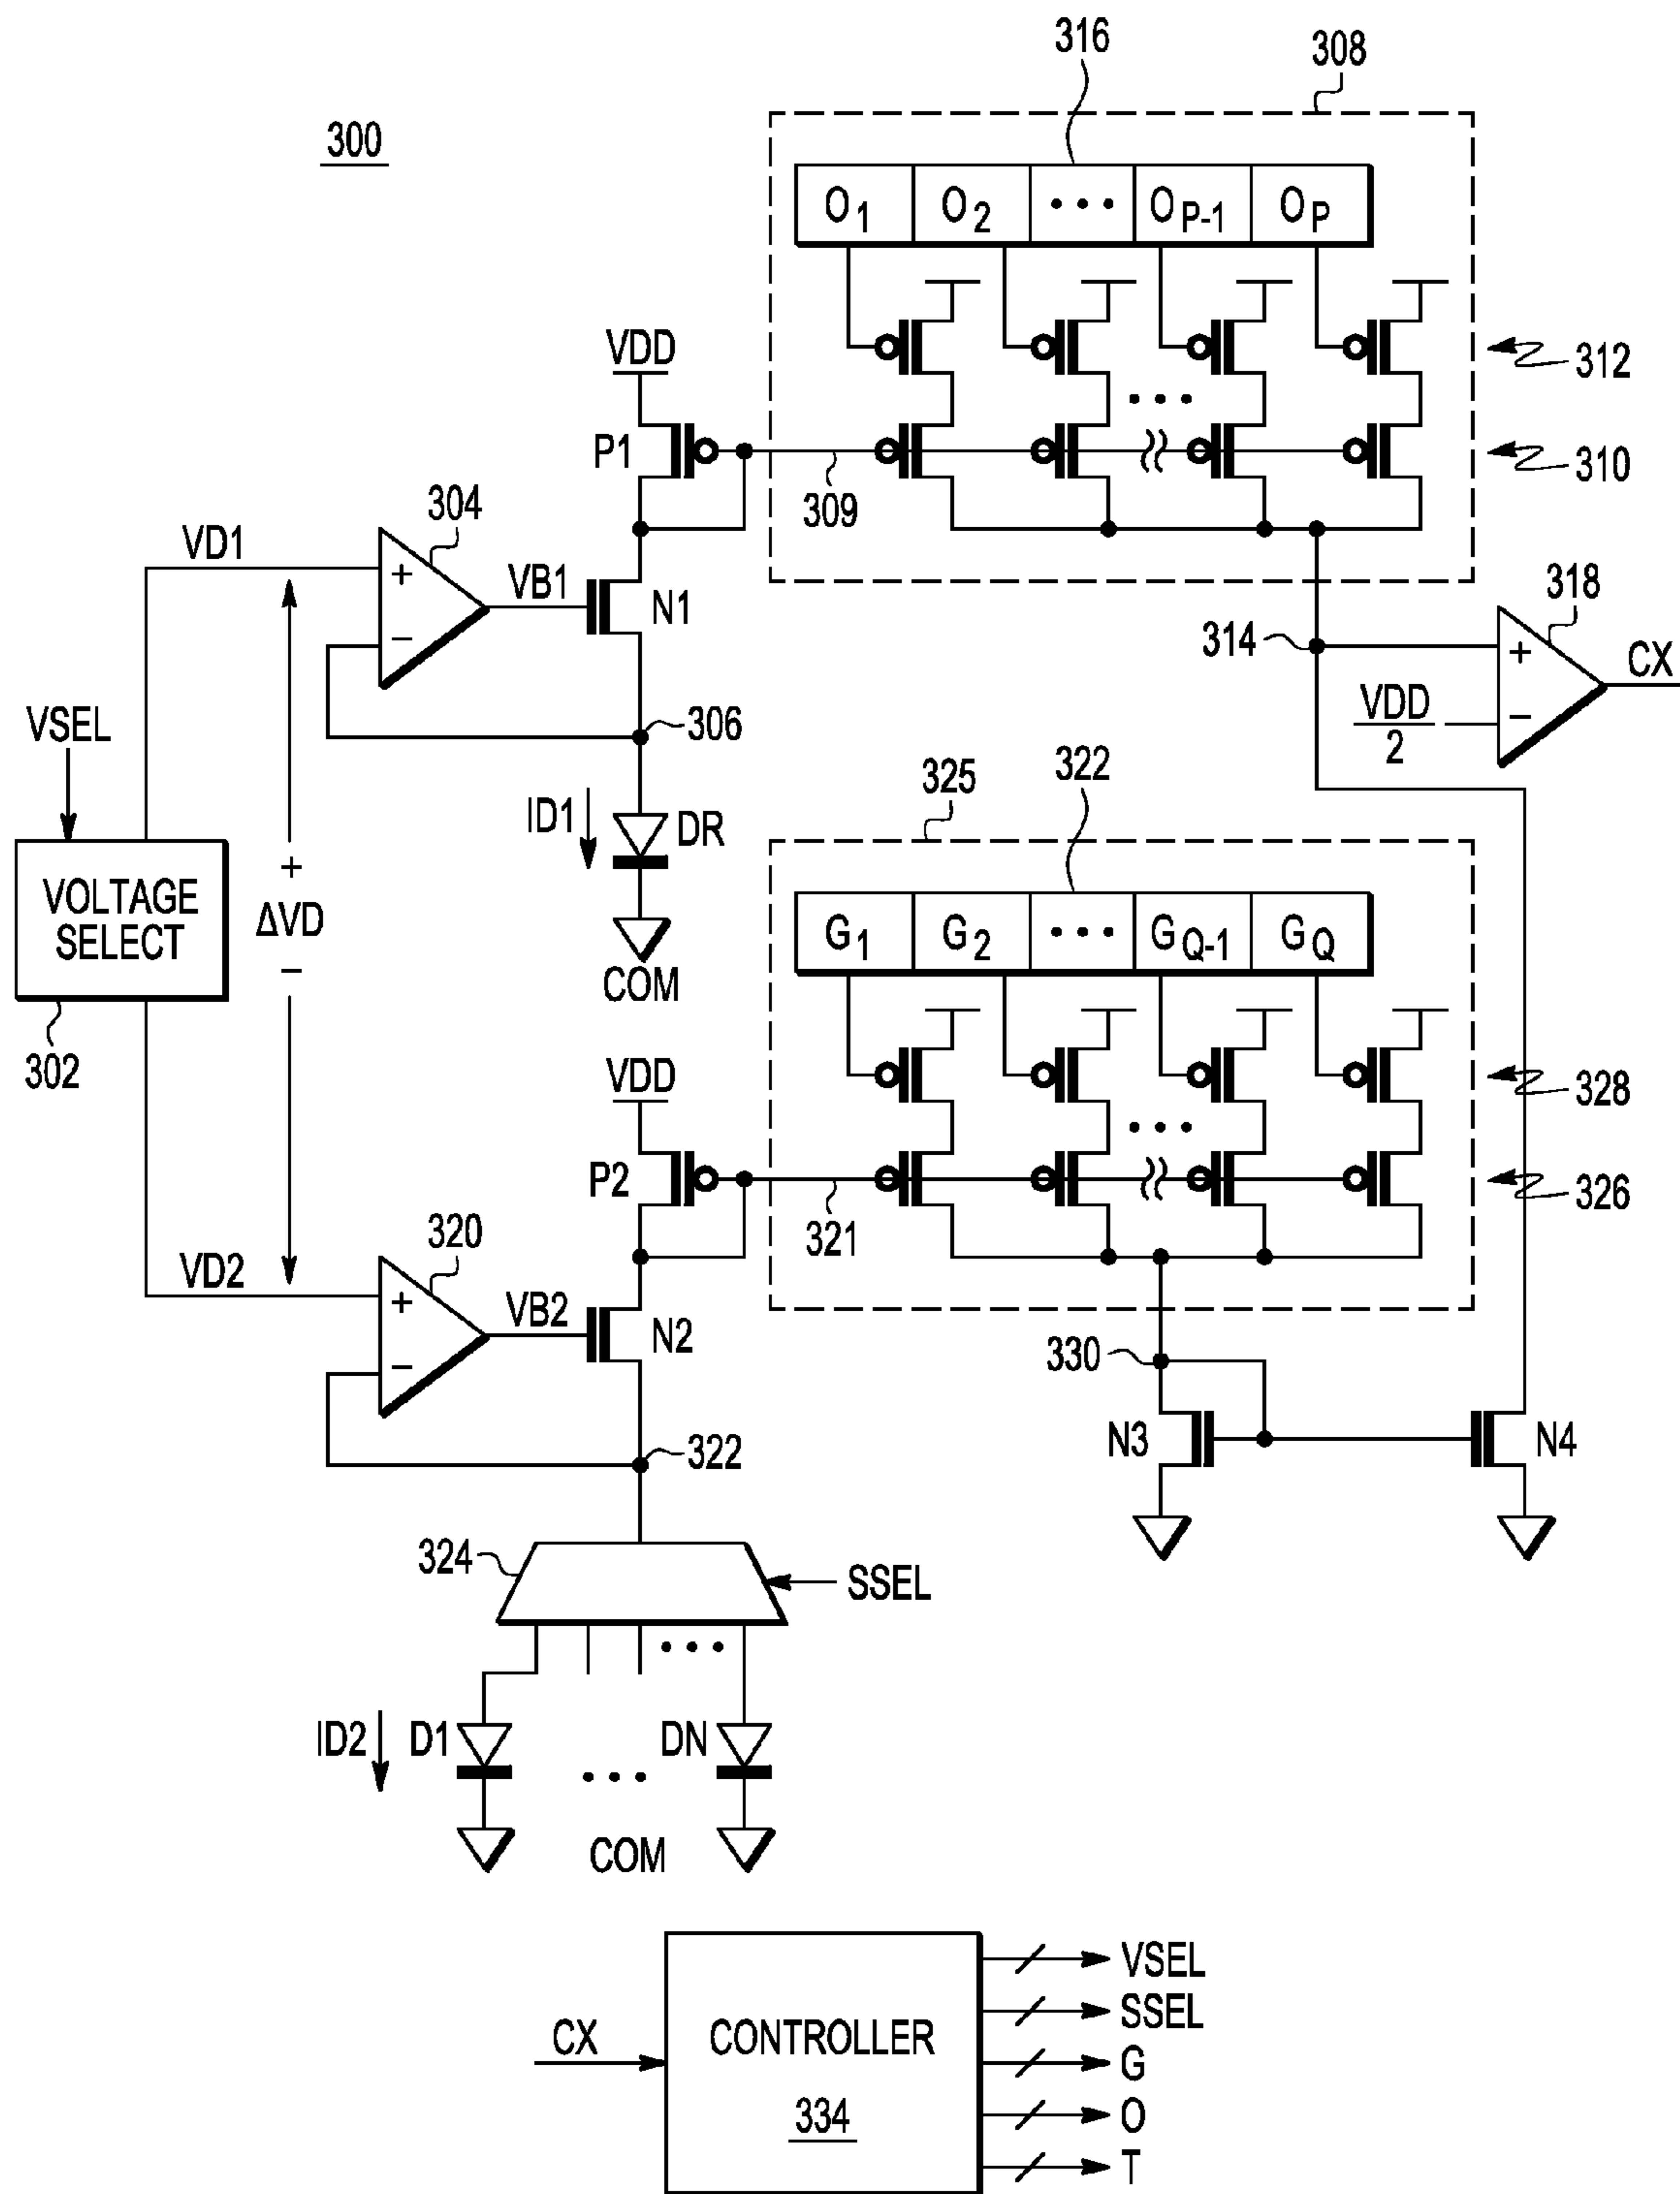 316
308
300
O1 O2 ••• OP-1 OP
VDD
312
P1
310
304
309
VD1
VB1
N1
318
314
CX
+
−
+
−
VDD
2
306
VSEL
325
322
ID1
DR
+
ΔVD
−
VOLTAGE
SELECT
G1 G2 ••• GQ-1 GQ
COM
302
VDD
328
P2
326
320
321
VD2
VB2
N2
+
−
330
322
N3
N4
324
SSEL
ID2
D1
DN
COM
VSEL
SSEL
CX
CONTROLLER
334
G
O
T